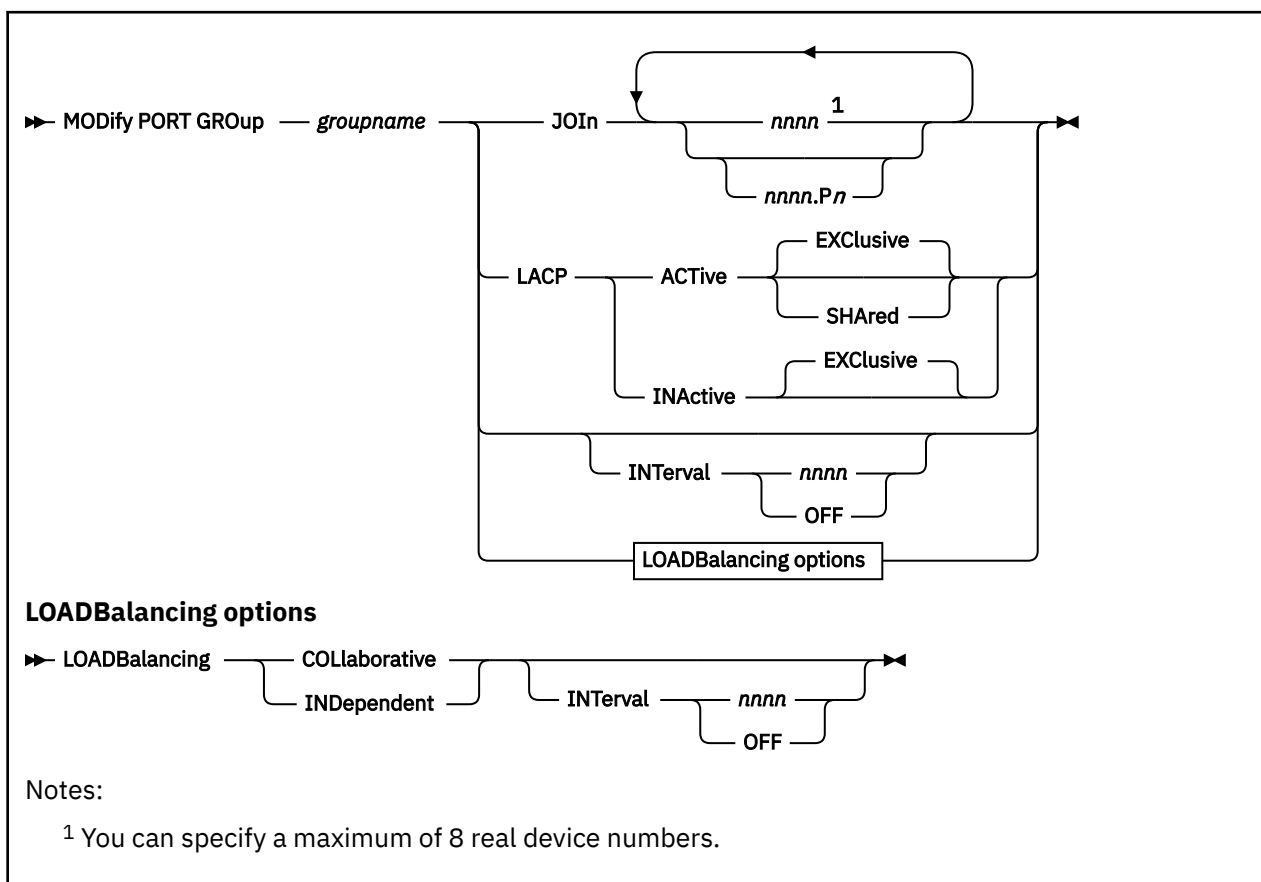 MODify PORT GROup groupname JOIn nnnn 1
nnnn.Pn
LACP ACTive EXClusive
SHAred
INActive EXClusive
INTerval nnnn
OFF
LOADBalancing options
LOADBalancing options
LOADBalancing COLlaborative INTerval nnnn
INDependent OFF
Notes:
1 You can specify a maximum of 8 real device numbers.